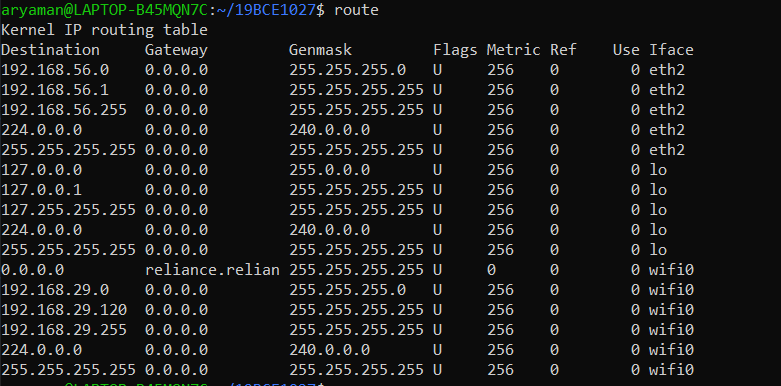 aryaman@LAPTOP-B45MQN7C:~/19BCE1027$ route
Kernel IP routing table
Destination     Gateway         Genmask         Flags Metric Ref    Use Iface
192.168.56.0    0.0.0.0         255.255.255.0   U     256    0        0 eth2
192.168.56.1    0.0.0.0         255.255.255.255 U     256    0        0 eth2
192.168.56.255  0.0.0.0         255.255.255.255 U     256    0        0 eth2
224.0.0.0       0.0.0.0         240.0.0.0       U     256    0        0 eth2
255.255.255.255 0.0.0.0         255.255.255.255 U     256    0        0 eth2
127.0.0.0       0.0.0.0         255.0.0.0       U     256    0        0 lo
127.0.0.1       0.0.0.0         255.255.255.255 U     256    0        0 lo
127.255.255.255 0.0.0.0         255.255.255.255 U     256    0        0 lo
224.0.0.0       0.0.0.0         240.0.0.0       U     256    0        0 lo
255.255.255.255 0.0.0.0         255.255.255.255 U     256    0        0 lo
0.0.0.0         reliance.relian 255.255.255.255 U     0      0        0 wifi0
192.168.29.0    0.0.0.0         255.255.255.0   U     256    0        0 wifi0
192.168.29.120  0.0.0.0         255.255.255.255 U     256    0        0 wifi0
192.168.29.255  0.0.0.0         255.255.255.255 U     256    0        0 wifi0
224.0.0.0       0.0.0.0         240.0.0.0       U     256    0        0 wifi0
255.255.255.255 0.0.0.0         255.255.255.255 U     256    0        0 wifi0
aryaman@LAPTOP-B45MQN7C:~/19BCE1027$